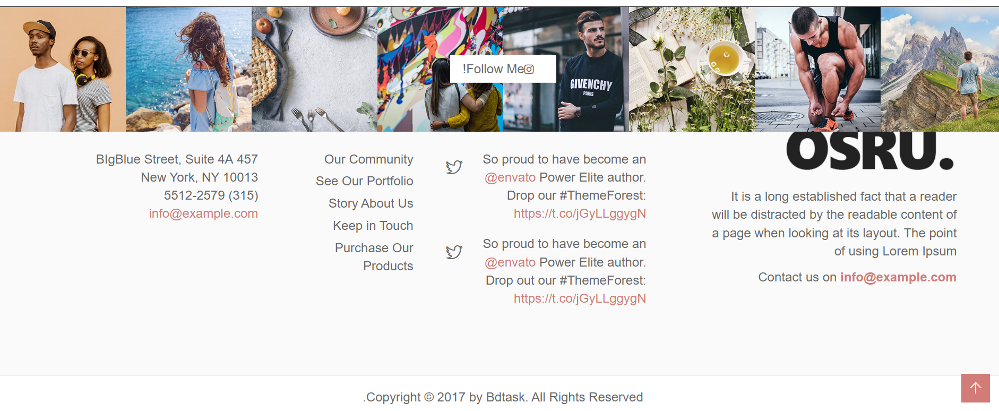 !Follow Me
GIVENCHY
PARIS
OSRU.
It is a long established fact that a reader
will be distracted by the readable content of
a page when looking at its layout. The point
of using Lorem Ipsum
Contact us on info@example.com
So proud to have become an
@envato Power Elite author.
Drop our #ThemeForest:
https://t.co/jGyLLggygN
So proud to have become an
@envato Power Elite author.
Drop out our #ThemeForest:
https://t.co/jGyLLggygN
Our Community
See Our Portfolio
Story About Us
Keep in Touch
Purchase Our
Products
BIgBlue Street, Suite 4A 457
New York, NY 10013
5512-2579 (315)
info@example.com
.Copyright © 2017 by Bdtask. All Rights Reserved